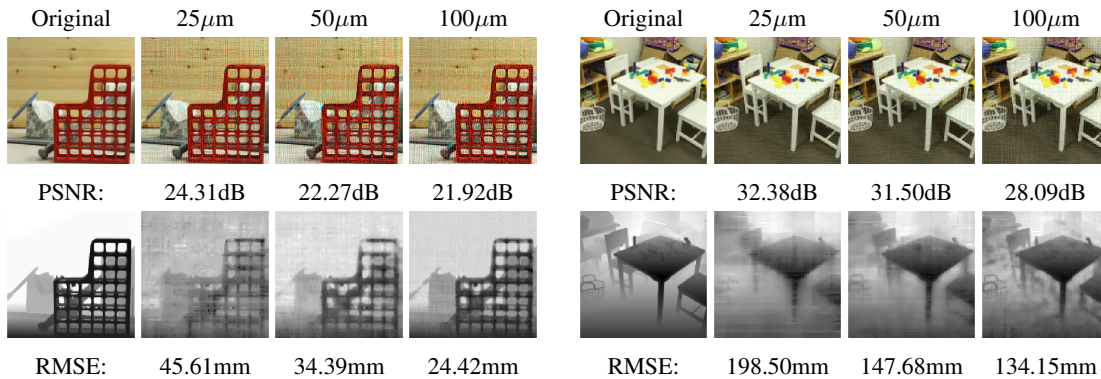 Original 25μm 50μm 100μm
PSNR: 24.31dB 22.27dB 21.92dB
RMSE: 45.61mm 34.39mm 24.42mm
Original 25μm 50μm 100μm
PSNR: 32.38dB 31.50dB 28.09dB
RMSE: 198.50mm 147.68mm 134.15mm